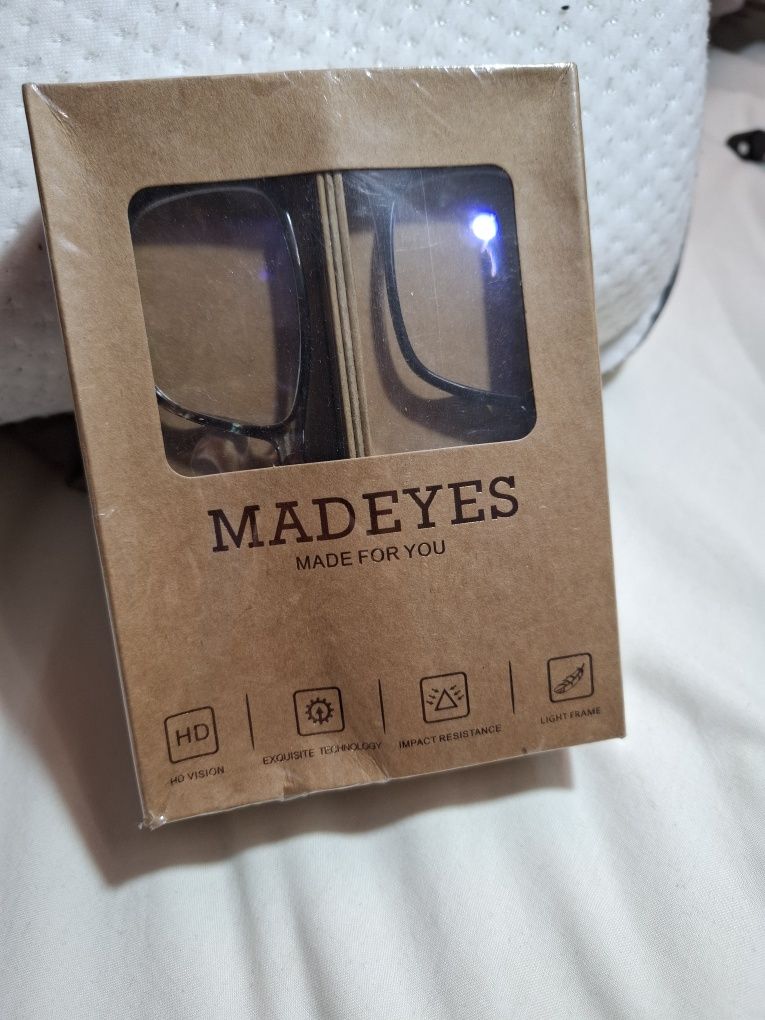 MADEYES
MADE FOR YOU
HD
HD VISION
EXQUISITE TECHNOLOGY
IMPACT RESISTANCE
LIGHT FRAME